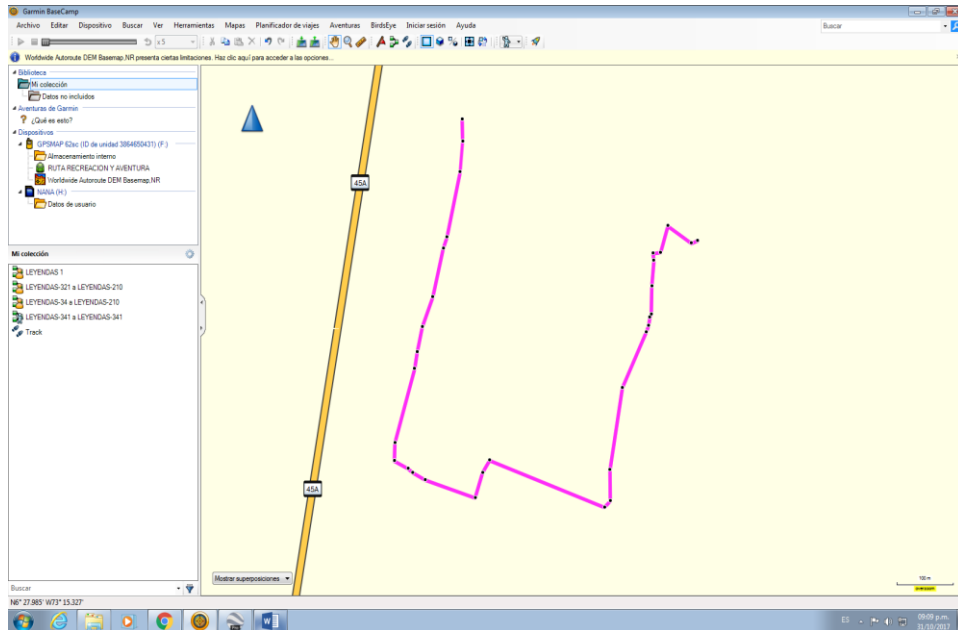 Garmin BaseCamp
Archivo Editar Dispositivo Buscar Ver Herramientas Mapas Planificador de viajes Aventuras BirdsEye Iniciar sesión Ayuda
Buscar
x5
Worldwide Autoroute DEM Basemap,NR presenta ciertas limitaciones. Haz clic aquí para acceder a las opciones...
Biblioteca
Mi colección
Datos no incluidos
Aventuras de Garmin
¿Qué es esto?
Dispositivos
GPSMAP 62sc (ID de unidad 3864650431) (F:)
Almacenamiento interno
RUTA RECREACION Y AVENTURA
Worldwide Autoroute DEM Basemap,NR
NANA (H:)
Datos de usuario
Mi colección
LEYENDAS 1
LEYENDAS-321 a LEYENDAS-210
LEYENDAS-34 a LEYENDAS-210
LEYENDAS-341 a LEYENDAS-341
Track
Buscar
45A
45A
Mostrar superposiciones
100 m
overzoom
N6° 27.985' W73° 15.327'
ES
09:09 p.m.
31/10/2017